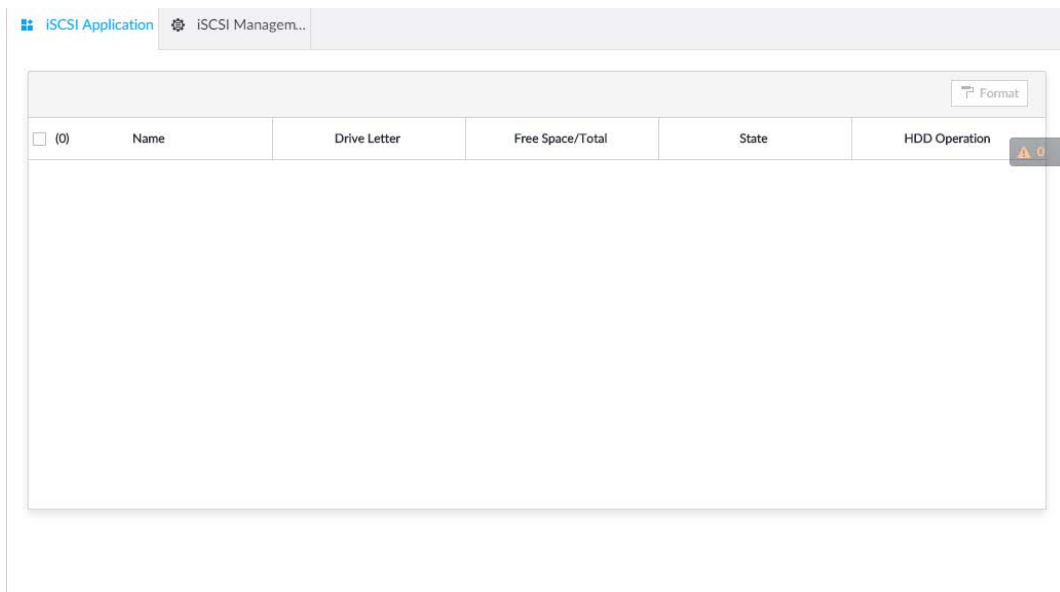 iSCSI Application iSCSI Managem...
Format
(0) Name Drive Letter Free Space/Total State HDD Operation
0